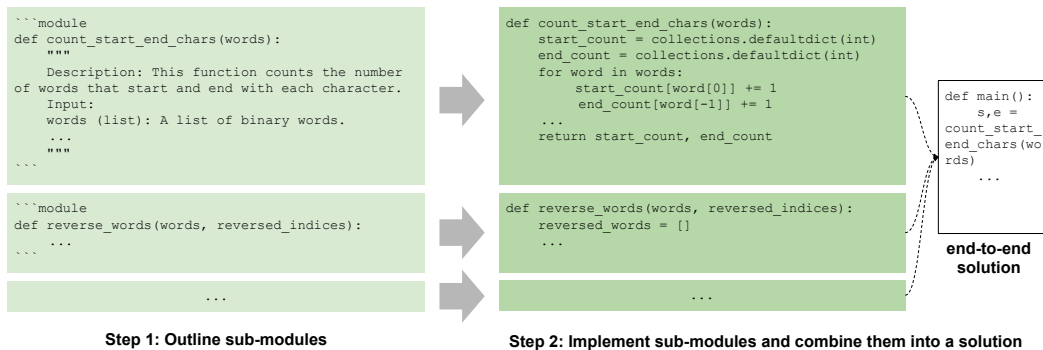 ```module
def count_start_end_chars(words):
    """
    Description: This function counts the number
of words that start and end with each character.
    Input:
    words (list): A list of binary words.
    ...
    """
```
```module
def reverse_words(words, reversed_indices):
    ...
```
...
Step 1: Outline sub-modules
def count_start_end_chars(words):
    start_count = collections.defaultdict(int)
    end_count = collections.defaultdict(int)
    for word in words:
        start_count[word[0]] += 1
        end_count[word[-1]] += 1
    ...
    return start_count, end_count
def reverse_words(words, reversed_indices):
    reversed_words = []
    ...
...
def main():
    s,e =
count_start_
end_chars(wo
rds)
    ...
end-to-end
solution
Step 2: Implement sub-modules and combine them into a solution